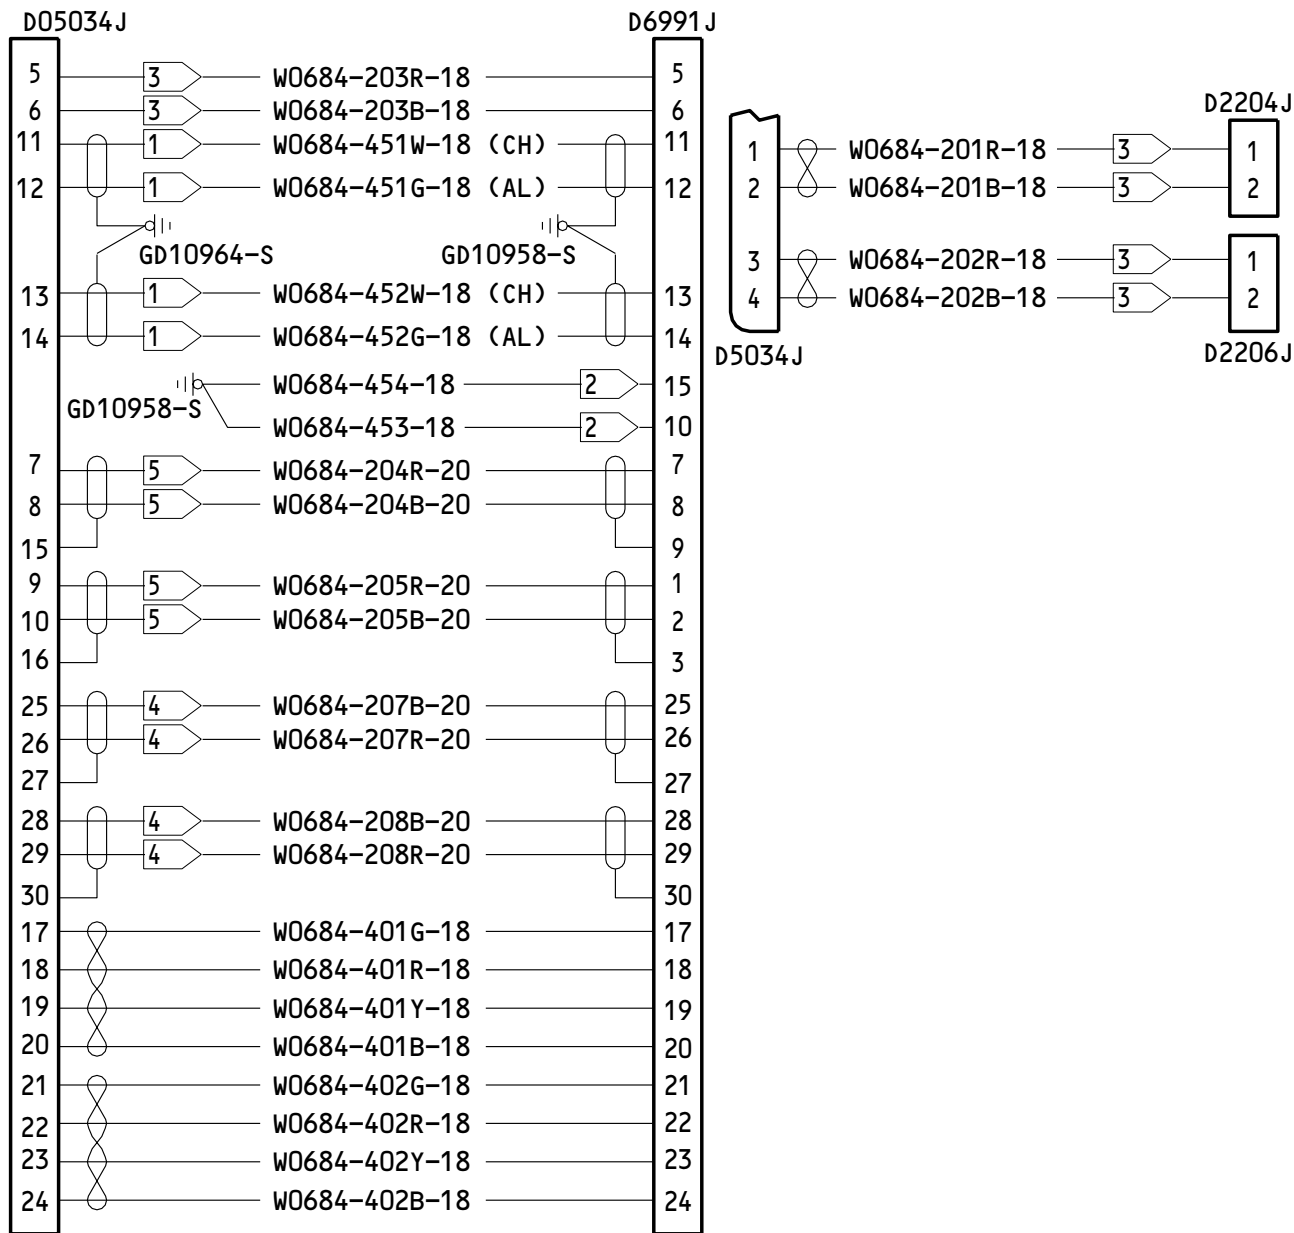 D05034J D6991J
5 3 W0684-203R-18 5
6 3 W0684-203B-18 6
11 1 W0684-451W-18 (CH) 11
12 1 W0684-451G-18 (AL) 12
GD10964-S GD10958-S
13 1 W0684-452W-18 (CH) 13
14 1 W0684-452G-18 (AL) 14
W0684-454-18 2 15
GD10958-S
W0684-453-18 2 10
7 5 W0684-204R-20 7
8 5 W0684-204B-20 8
15 9
9 5 W0684-205R-20 1
10 5 W0684-205B-20 2
16 3
25 4 W0684-207B-20 25
26 4 W0684-207R-20 26
27 27
28 4 W0684-208B-20 28
29 4 W0684-208R-20 29
30 30
17 W0684-401G-18 17
18 W0684-401R-18 18
19 W0684-401Y-18 19
20 W0684-401B-18 20
21 W0684-402G-18 21
22 W0684-402R-18 22
23 W0684-402Y-18 23
24 W0684-402B-18 24
D2204J
1 W0684-201R-18 3 1
2 W0684-201B-18 3 2
3 W0684-202R-18 3 1
4 W0684-202B-18 3 2
D5034J D2206J